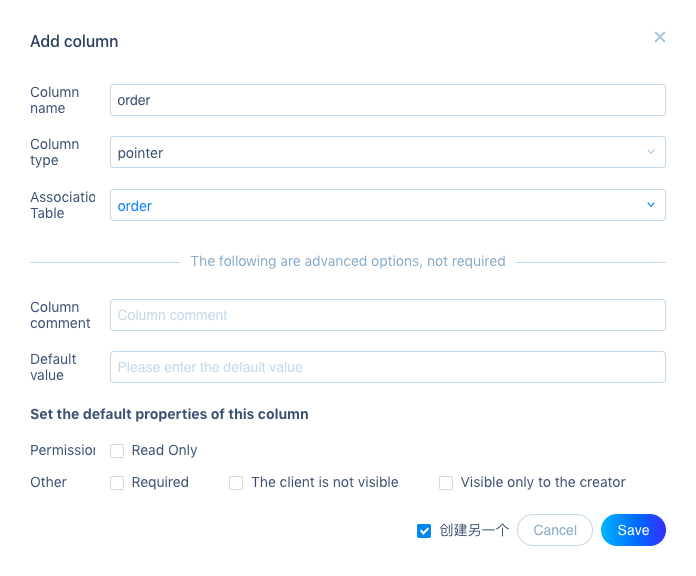 Add column
Column
name
order
Column
type
pointer
Associatio
Table
order
The following are advanced options, not required
Column
comment
Column comment
Default
value
Please enter the default value
Set the default properties of this column
Permission
Read Only
Other
Required
The client is not visible
Visible only to the creator
创建另一个
Cancel
Save